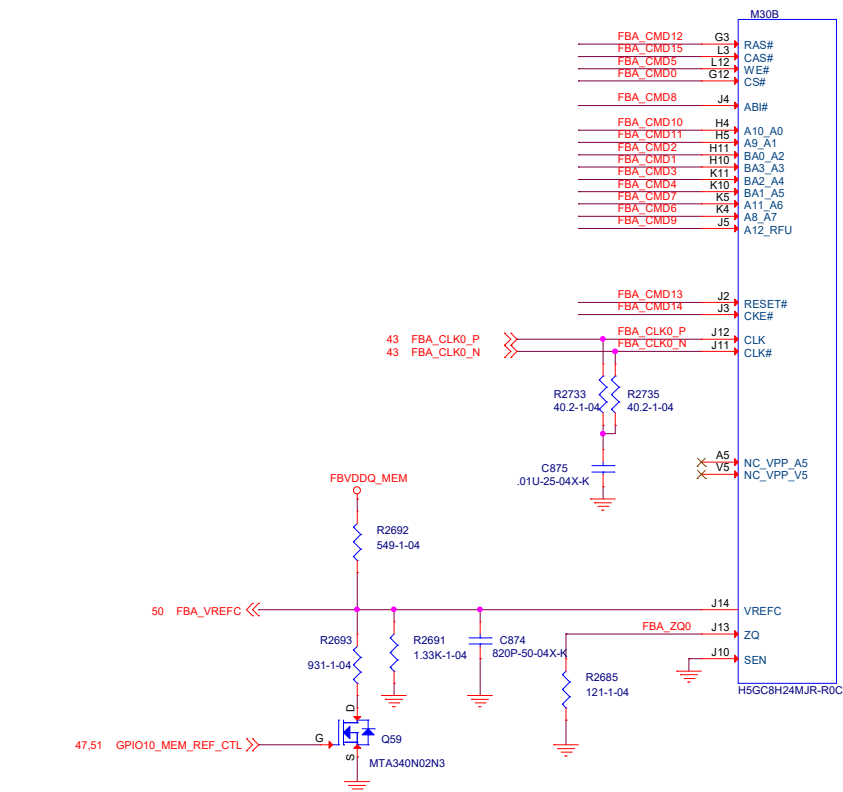 M30B
FBA_CMD12 G3 RAS#
FBA_CMD15 L3 CAS#
FBA_CMD5 L12 WE#
FBA_CMD0 G12 CS#
FBA_CMD8 J4 ABI#
FBA_CMD10 H4 A10_A0
FBA_CMD11 H5 A9_A1
FBA_CMD2 H11 BA0_A2
FBA_CMD1 H10 BA3_A3
FBA_CMD3 K11 BA2_A4
FBA_CMD4 K10 BA1_A5
FBA_CMD7 K5 A11_A6
FBA_CMD6 K4 A8_A7
FBA_CMD9 J5 A12_RFU
FBA_CMD13 J2 RESET#
FBA_CMD14 J3 CKE#
43 FBA_CLK0_P FBA_CLK0_P J12 CLK
43 FBA_CLK0_N FBA_CLK0_N J11 CLK#
R2733 R2735
40.2-1-04 40.2-1-04
A5 NC_VPP_A5
C875 V5 NC_VPP_V5
.01U-25-04X-K
FBVDDQ_MEM
R2692
549-1-04
50 FBA_VREFC J14 VREFC
FBA_ZQ0 J13 ZQ
R2693 R2691 C874
931-1-04 1.33K-1-04 820P-50-04X-K
J10 SEN
R2685
121-1-04
H5GC8H24MJR-R0C
D
47,51 GPIO10_MEM_REF_CTL G Q59
S
MTA340N02N3